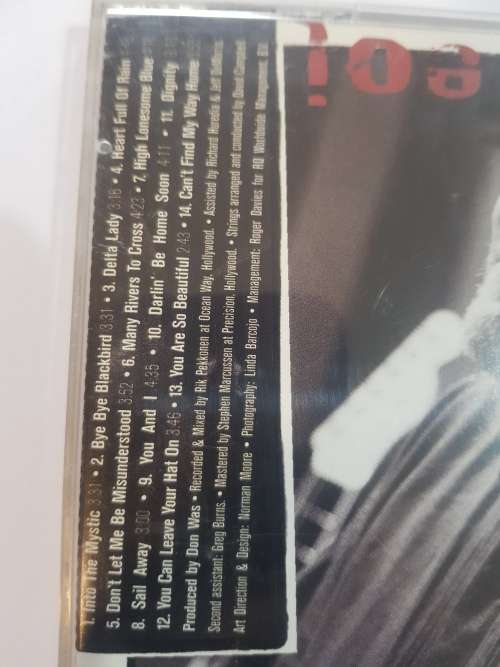 joe
1. Into The Mystic 3:31 • 2. Bye Bye Blackbird 3:31 • 3. Delta Lady 3:18 • 4. Heart Full Of Rain
5. Don't Let Me Be Misunderstood 3:52 • 6. Many Rivers To Cross 4:23 • 7. High Lonesome Blue
8. Sail Away 3:00 • 9. You And I 4:35 • 10. Darlin' Be Home Soon 4:11 • 11. Dignity
12. You Can Leave Your Hat On 3:46 • 13. You Are So Beautiful 2:43 • 14. Can't Find My Way Home
Produced by Don Was • Recorded & Mixed by Rik Pekkonen at Ocean Way, Hollywood. • Assisted by Richard Huredia & Jeff
Second assistant: Greg Burns. • Mastered by Stephen Marcussen at Precision, Hollywood. • Strings arranged and conducted by David Campbell
Art Direction & Design: Norman Moore • Photography: Linda Barcojo • Management: Roger Davies for RD Worldwide Management B.V.